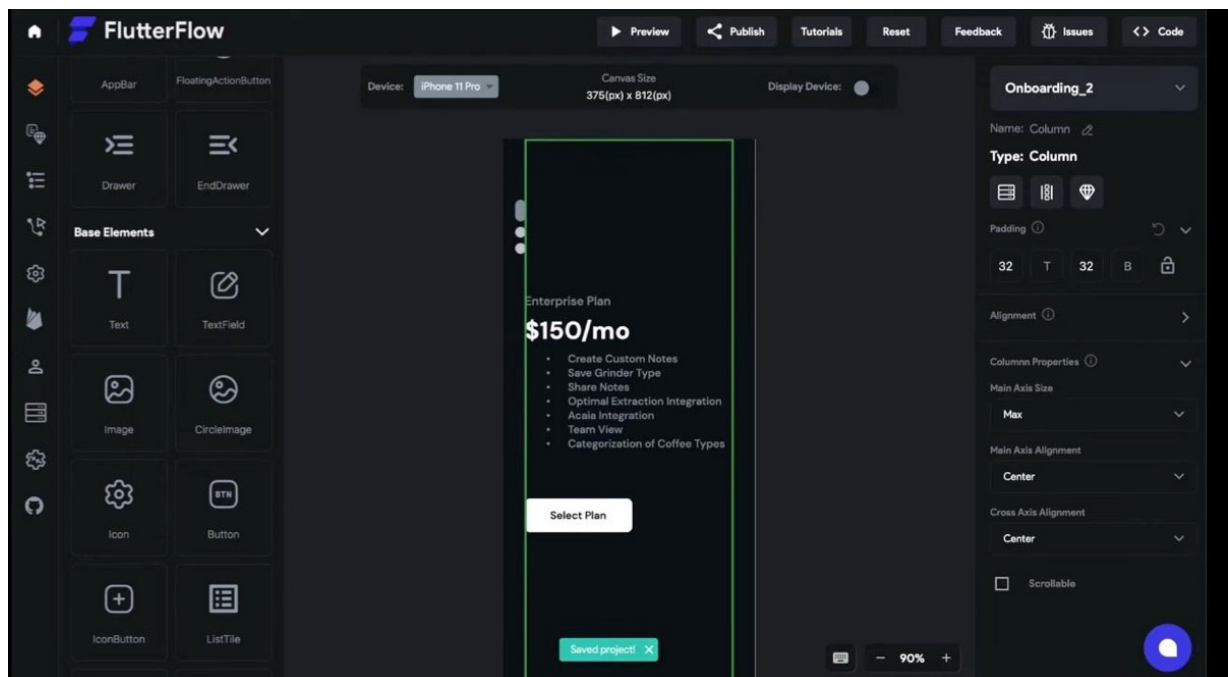 FlutterFlow
Preview
Publish
Tutorials
Reset
Feedback
Issues
<> Code
AppBar
FloatingActionButton
Drawer
EndDrawer
Base Elements
T
Text
TextField
Image
CircleImage
Icon
BTN
Button
IconButton
ListTile
Device:
iPhone 11 Pro
Canvas Size
375(px) x 812(px)
Display Device:
Enterprise Plan
$150/mo
• Create Custom Notes
• Save Grinder Type
• Share Notes
• Optimal Extraction Integration
• Acaia Integration
• Team View
• Categorization of Coffee Types
Select Plan
Saved project! X
− 90% +
Onboarding_2
Name: Column
Type: Column
Padding
32 T 32 B
Alignment
Columnn Properties
Main Axis Size
Max
Main Axis Alignment
Center
Cross Axis Alignment
Center
Scrollable